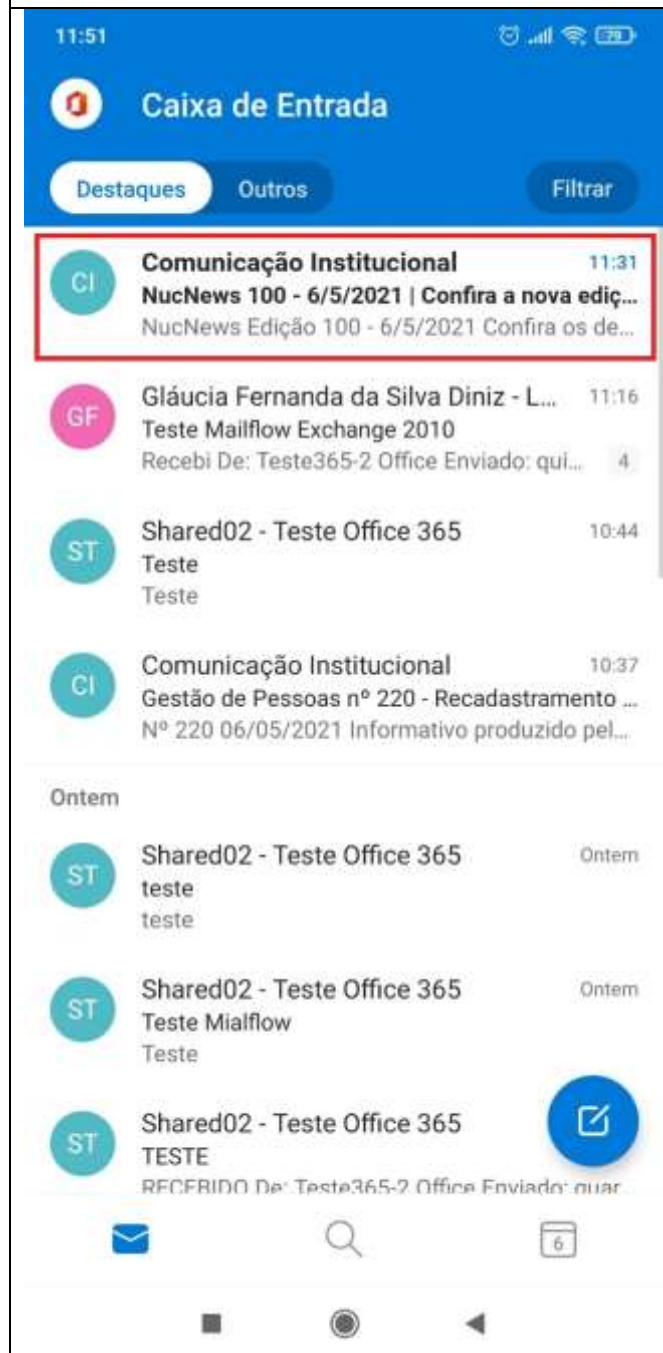 11:51
79
Caixa de Entrada
Destaques Outros Filtrar
CI
Comunicação Institucional 11:31
NucNews 100 - 6/5/2021 | Confira a nova ediç...
NucNews Edição 100 - 6/5/2021 Confira os de...
GF
Gláucia Fernanda da Silva Diniz - L... 11:16
Teste Mailflow Exchange 2010
Recebi De: Teste365-2 Office Enviado: qui... 4
ST
Shared02 - Teste Office 365 10:44
Teste
Teste
CI
Comunicação Institucional 10:37
Gestão de Pessoas nº 220 - Recadastramento ...
Nº 220 06/05/2021 Informativo produzido pel...
Ontem
ST
Shared02 - Teste Office 365 Ontem
teste
teste
ST
Shared02 - Teste Office 365 Ontem
Teste Mialflow
Teste
ST
Shared02 - Teste Office 365
TESTE
RECEBIDO De: Teste365-2 Office Enviado: quar
6